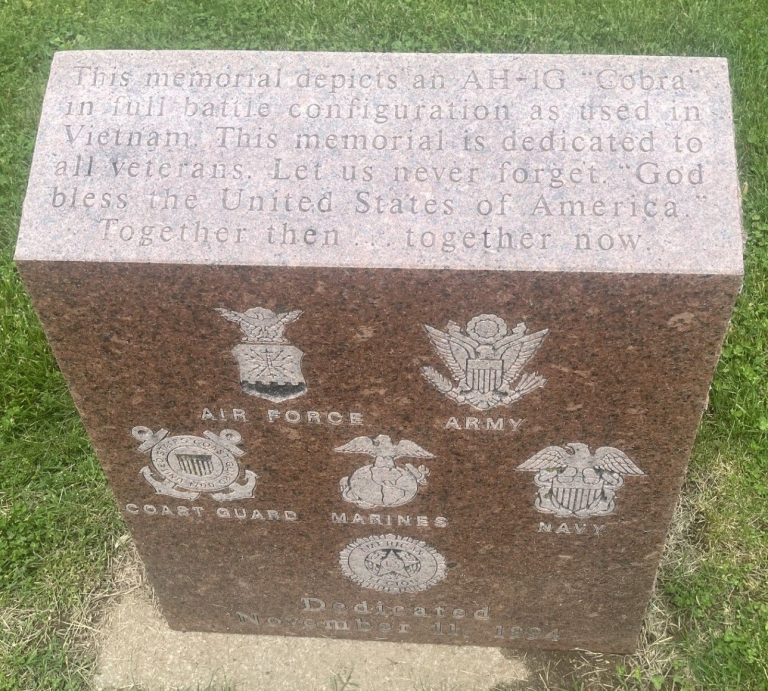 This memorial depicts an AH-1G "Cobra"
in full battle configuration as used in
Vietnam. This memorial is dedicated to
all veterans. Let us never forget. "God
bless the United States of America."
Together then ... together now.
AIR FORCE
ARMY
COAST GUARD
MARINES
NAVY
Dedicated
November 11, 1994